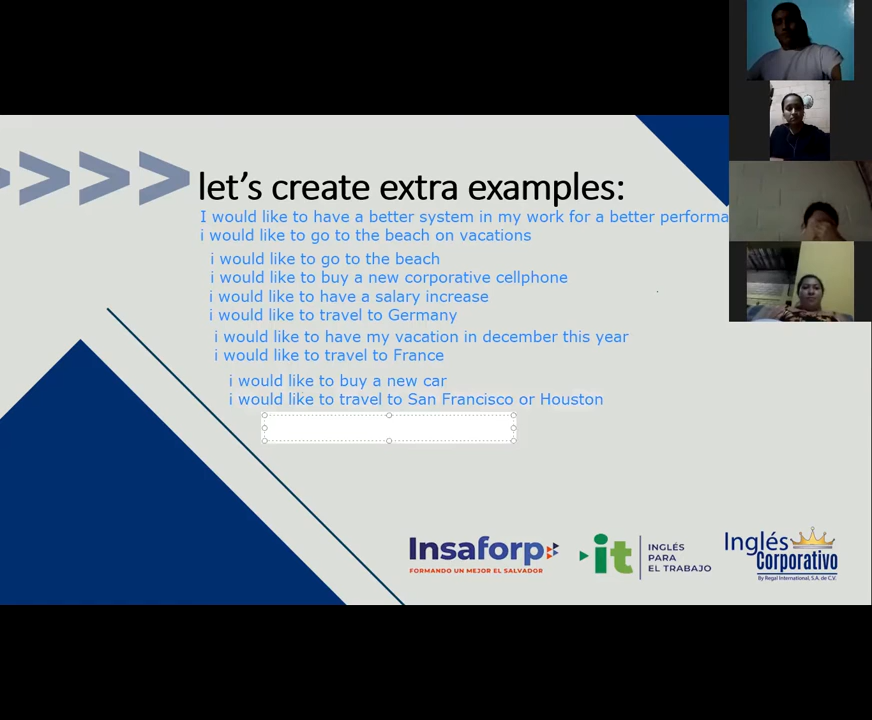 let's create extra examples:
I would like to have a better system in my work for a better performa
i would like to go to the beach on vacations
i would like to go to the beach
i would like to buy a new corporative cellphone
i would like to have a salary increase
i would like to travel to Germany
i would like to have my vacation in december this year
i would like to travel to France
i would like to buy a new car
i would like to travel to San Francisco or Houston
Insaforp
FORMANDO UN MEJOR EL SALVADOR
it
INGLÉS
PARA
EL TRABAJO
Inglés
Corporativo
By Regal International, S.A. de C.V.